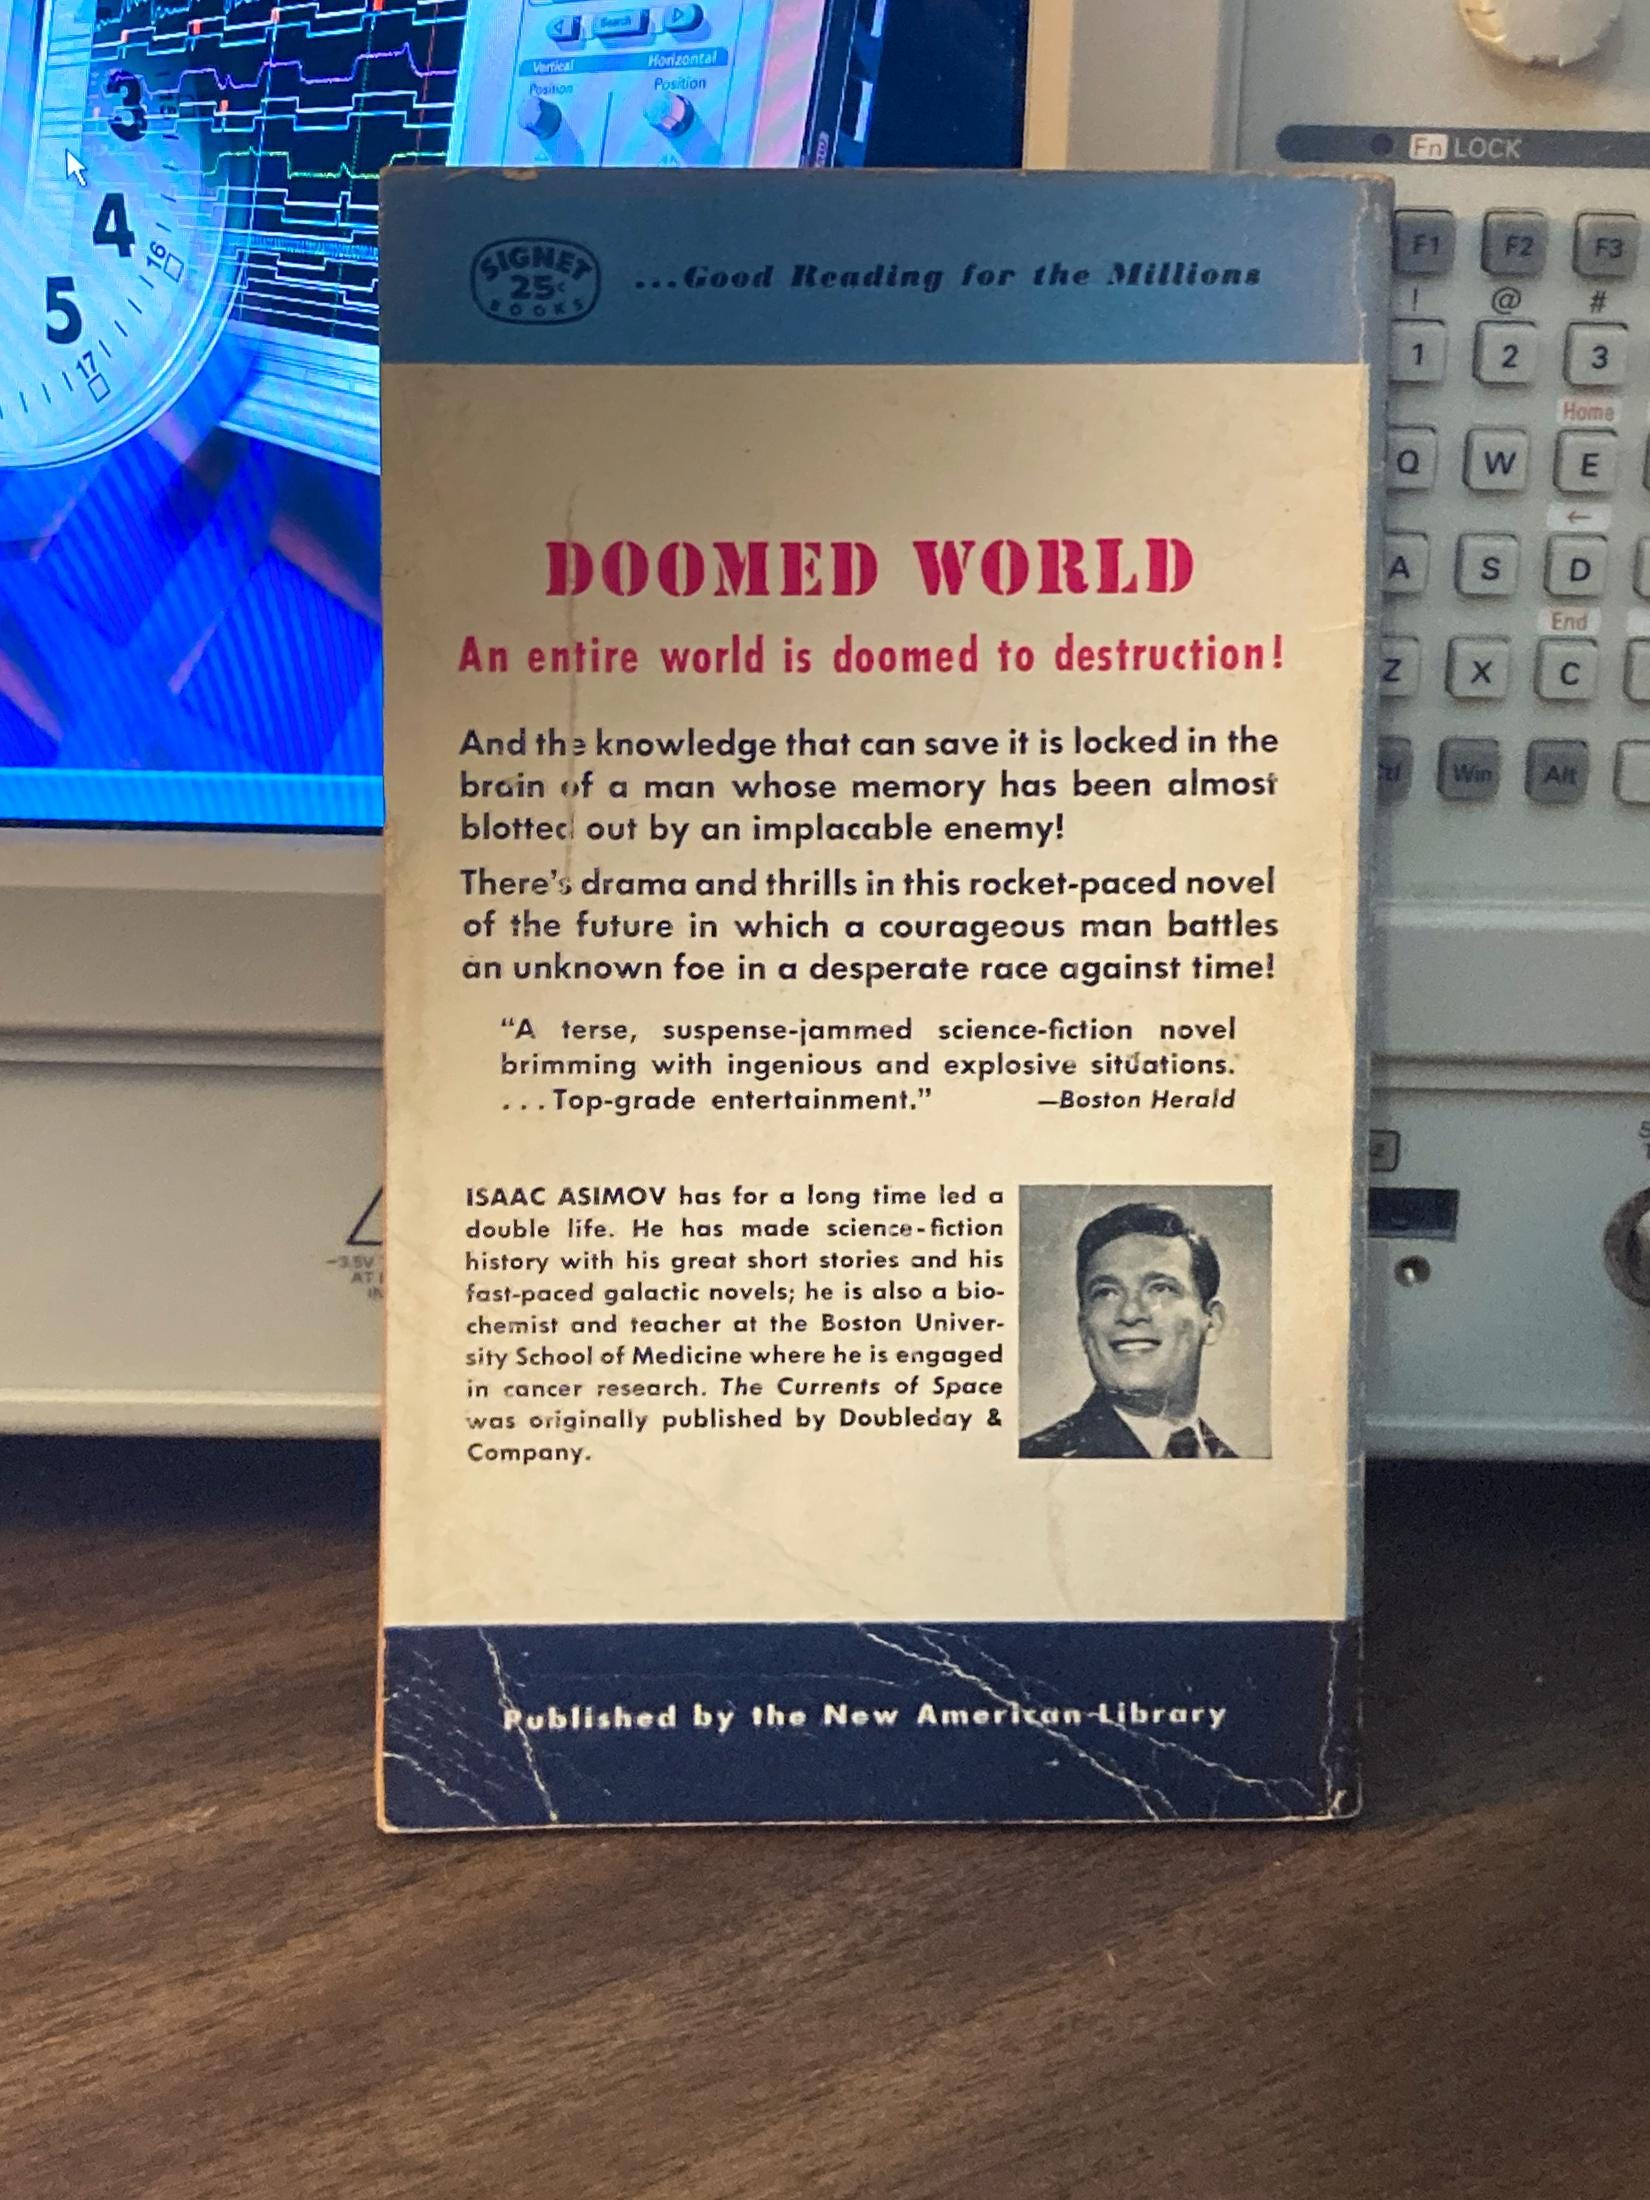 Search
Vertical
Horizontal
Position
Position
3
4
5
16
17
Fn LOCK
F1 F2 F3
! @ #
1 2 3
Home
Q W E
←
A S D
End
Z X C
Win Alt
-3.5V
SIGNET
25¢
BOOKS
...Good Reading for the Millions
DOOMED WORLD
An entire world is doomed to destruction!
And the knowledge that can save it is locked in the
brain of a man whose memory has been almost
blotted out by an implacable enemy!
There's drama and thrills in this rocket-paced novel
of the future in which a courageous man battles
an unknown foe in a desperate race against time!
"A terse, suspense-jammed science-fiction novel
brimming with ingenious and explosive situations.
...Top-grade entertainment." —Boston Herald
ISAAC ASIMOV has for a long time led a
double life. He has made science-fiction
history with his great short stories and his
fast-paced galactic novels; he is also a bio-
chemist and teacher at the Boston Univer-
sity School of Medicine where he is engaged
in cancer research. The Currents of Space
was originally published by Doubleday &
Company.
Published by the New American Library